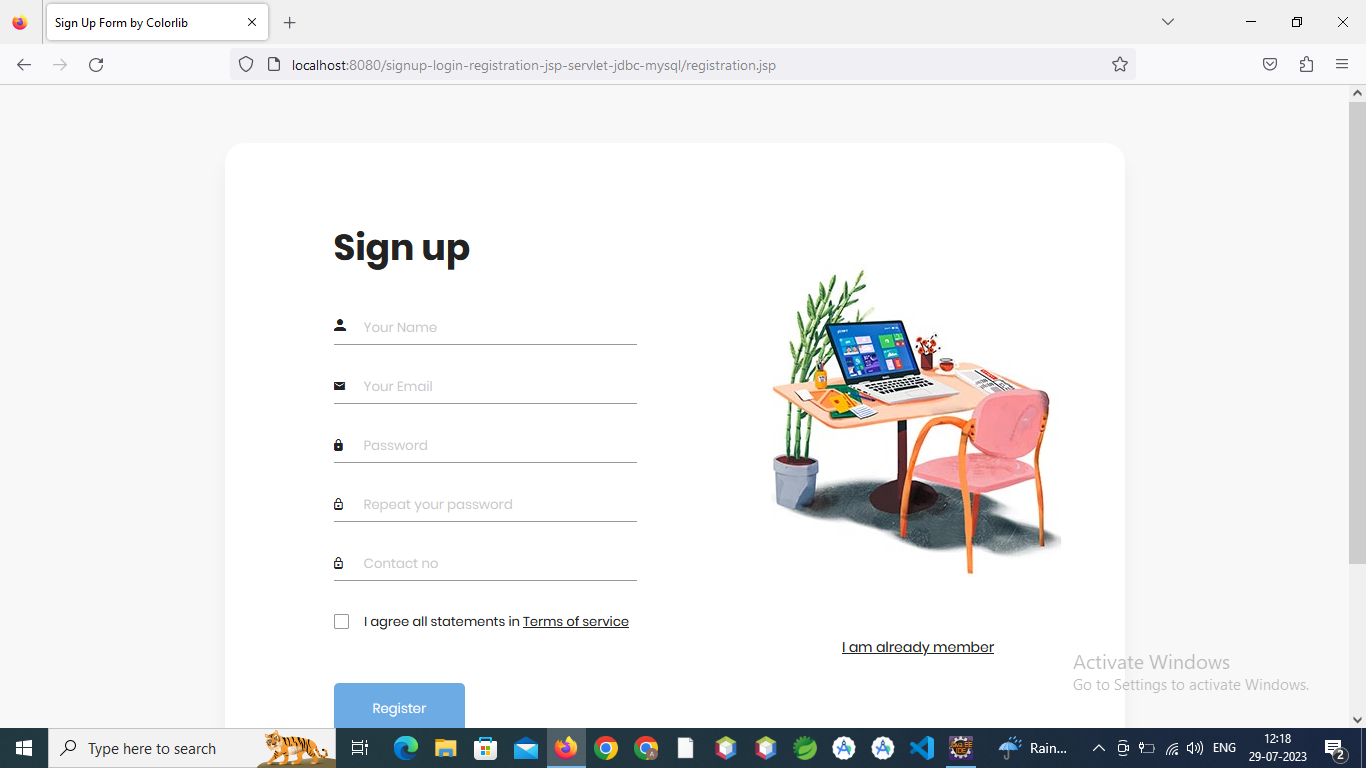 Sign Up Form by Colorlib
localhost:8080/signup-login-registration-jsp-servlet-jdbc-mysql/registration.jsp
Sign up
Your Name
Your Email
Password
Repeat your password
Contact no
I agree all statements in Terms of service
I am already member
Register
Activate Windows
Go to Settings to activate Windows.
Type here to search
Rain...
ENG
12:18
29-07-2023
2